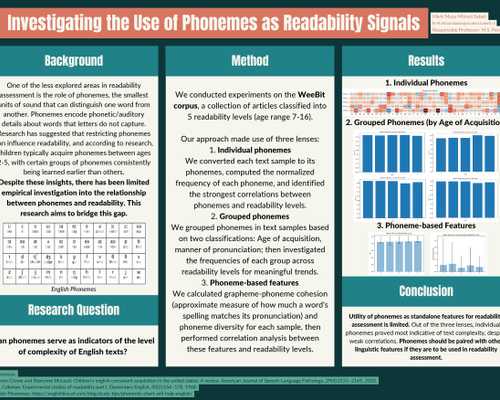 Investigating the Use of Phonemes as Readability Signals
Background
One of the less explored areas in readability
assessment is the role of phonemes, the smallest
units of sound that can distinguish one word from
another. Phonemes encode phonetic/auditory
details about words that letters do not capture.
Research has suggested that restricting phonemes
can influence readability, and according to research,
children typically acquire phonemes between ages
2-5, with certain groups of phonemes consistently
being learned earlier than others.
Despite these insights, there has been limited
empirical investigation into the relationship
between phonemes and readability. This
research aims to bridge this gap.
English Phonemes
Research Question
an phonemes serve as indicators of the level
of complexity of English texts?
Method
We conducted experiments on the WeeBit
corpus, a collection of articles classified into
5 readability levels (age range 7-16).
Our approach made use of three lenses:
1. Individual phonemes
We converted each text sample to its
phonemes, computed the normalized
frequency of each phoneme, and identified
the strongest correlations between
phonemes and readability levels.
2. Grouped phonemes
We grouped phonemes in text samples based
on two classifications: Age of acquisition,
manner of pronunciation; then investigated
the frequencies of each group across
readability levels for meaningful trends.
3. Phoneme-based features
We calculated grapheme-phoneme cohesion
(approximate measure of how much a word's
spelling matches its pronunciation) and
phoneme diversity for each sample, then
performed correlation analysis between
these features and readability levels.
Results
1. Individual Phonemes
2. Grouped Phonemes (by Age of Acquisition
3. Phoneme-based Features
Conclusion
Utility of phonemes as standalone features for readability
assessment is limited. Out of the three lenses, individual
phonemes proved most indicative of text complexity, despite
weak correlations. Phonemes should be paired with other
linguistic features if they are to be used in readability
assessment.